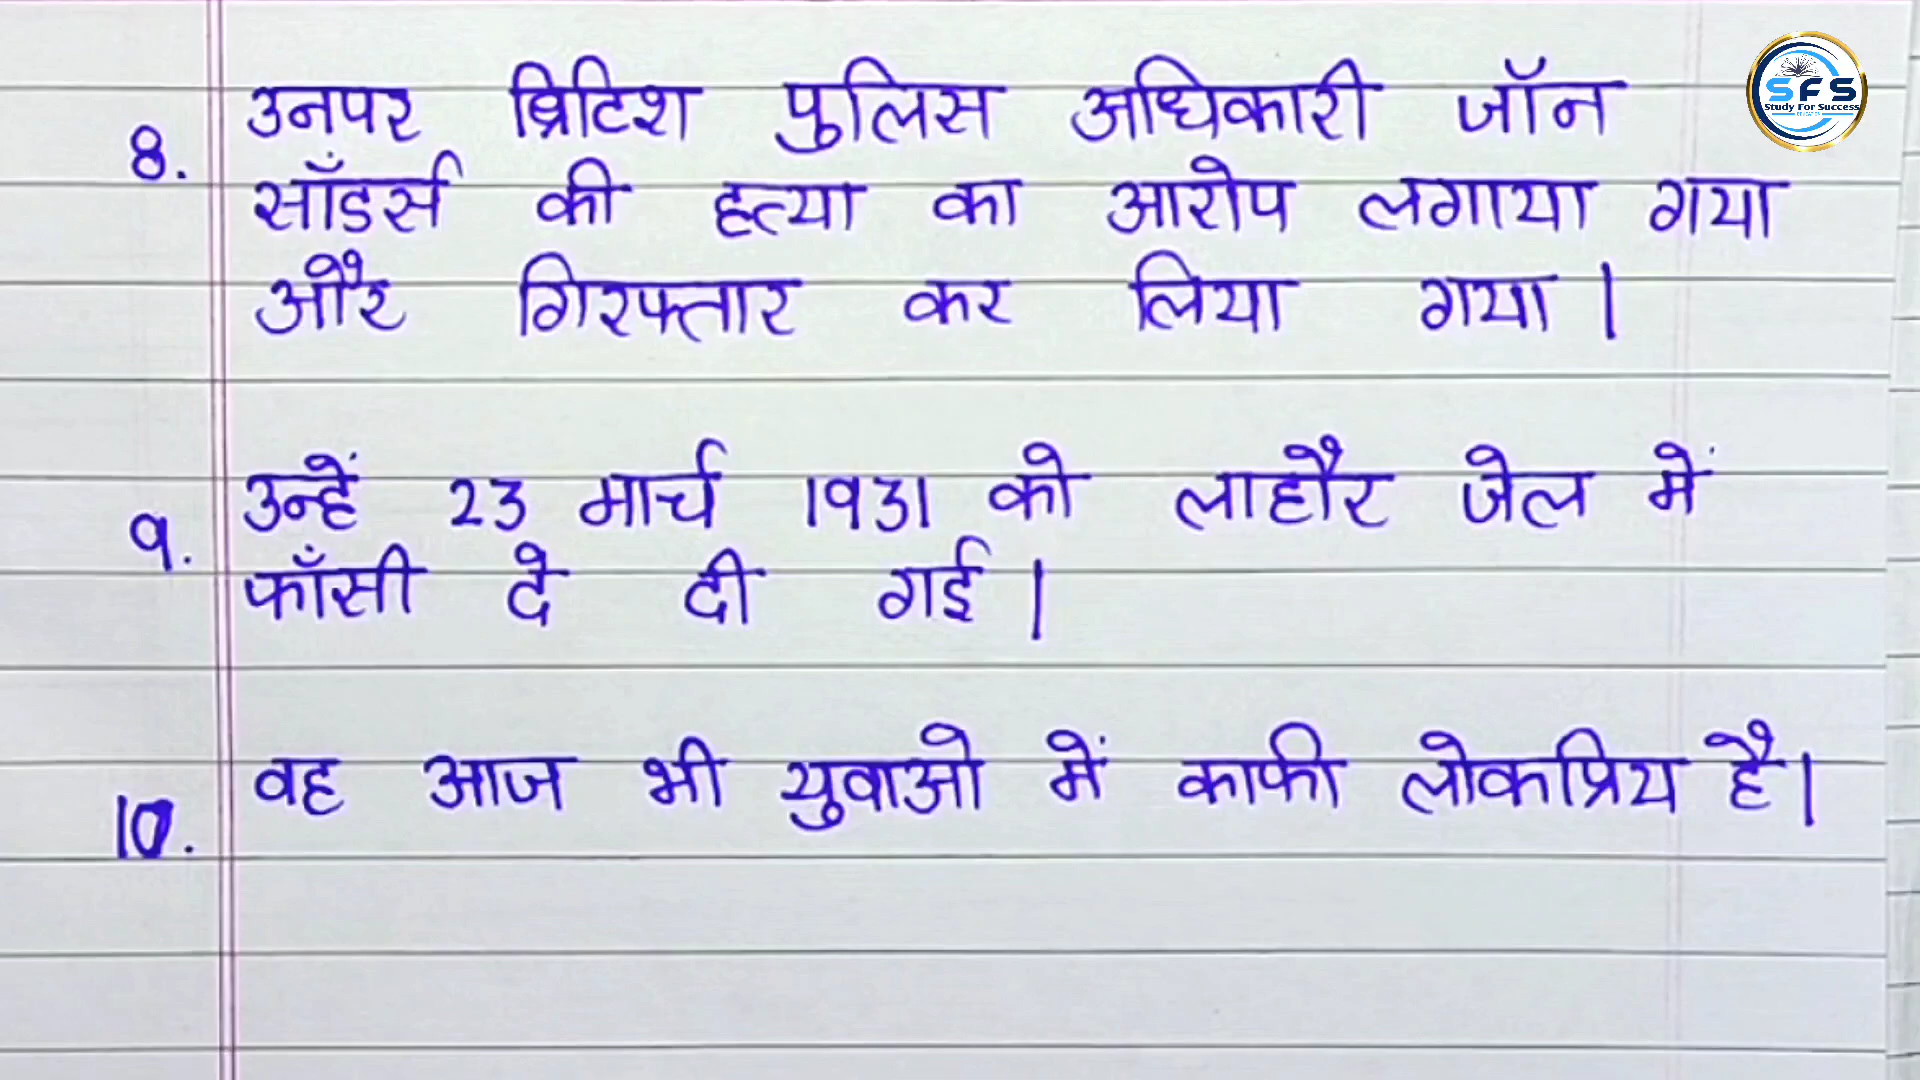 SFS
Study For Success
EDUCATION
8. उनपर ब्रिटिश पुलिस अधिकारी जॉन
सॉंडर्स की हत्या का आरोप लगाया गया
और गिरफ्तार कर लिया गया।
9. उन्हें 23 मार्च 1931 को लाहौर जेल में
फाँसी दे दी गई।
10. वह आज भी युवाओ में काफी लोकप्रिय है।